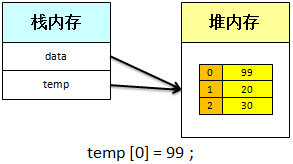 栈内存
data
temp
堆内存
0 99
1 20
2 30
temp [0] = 99 ;